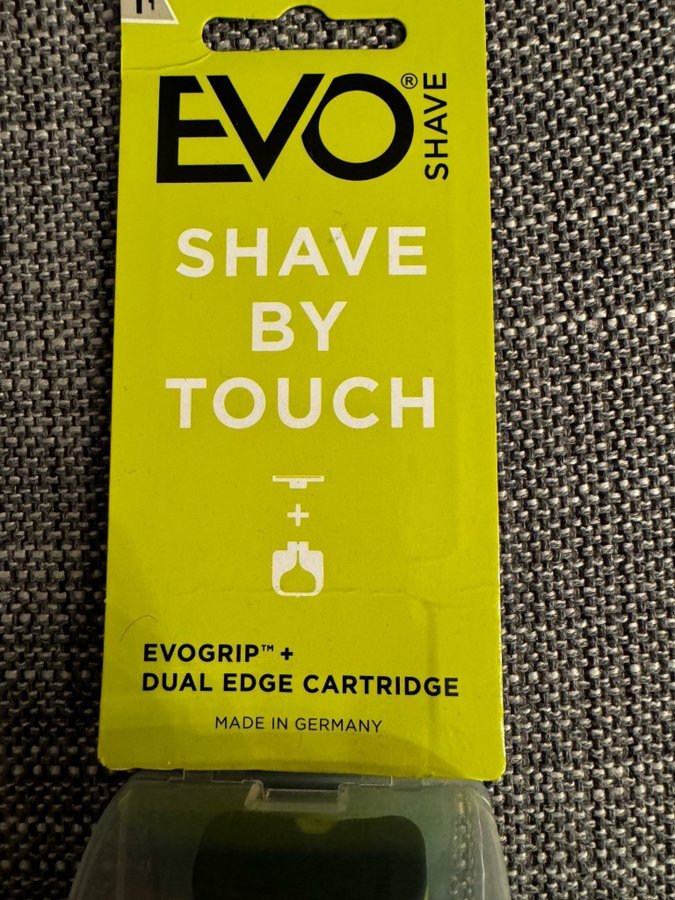 EVO® SHAVE
SHAVE
BY
TOUCH
+
EVOGRIP™ +
DUAL EDGE CARTRIDGE
MADE IN GERMANY